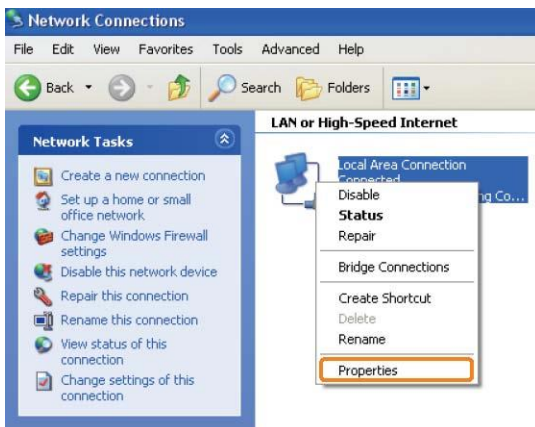 Network Connections
File Edit View Favorites Tools Advanced Help
Back Search Folders
Network Tasks
Create a new connection
Set up a home or small
office network
Change Windows Firewall
settings
Disable this network device
Repair this connection
Rename this connection
View status of this
connection
Change settings of this
connection
LAN or High-Speed Internet
Local Area Connection
Connected
ng Co...
Disable
Status
Repair
Bridge Connections
Create Shortcut
Delete
Rename
Properties